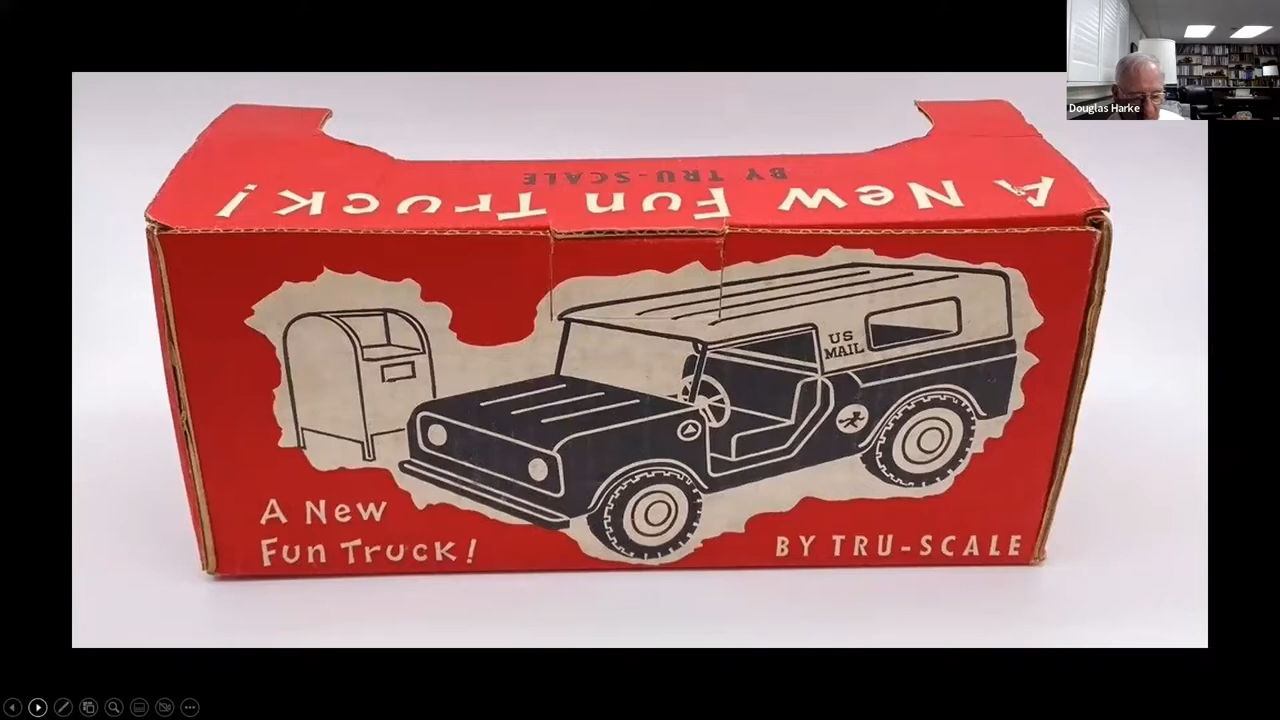 Douglas Harke
A New Fun Truck!
BY TRU-SCALE
US
MAIL
A New
Fun Truck!
BY TRU-SCALE